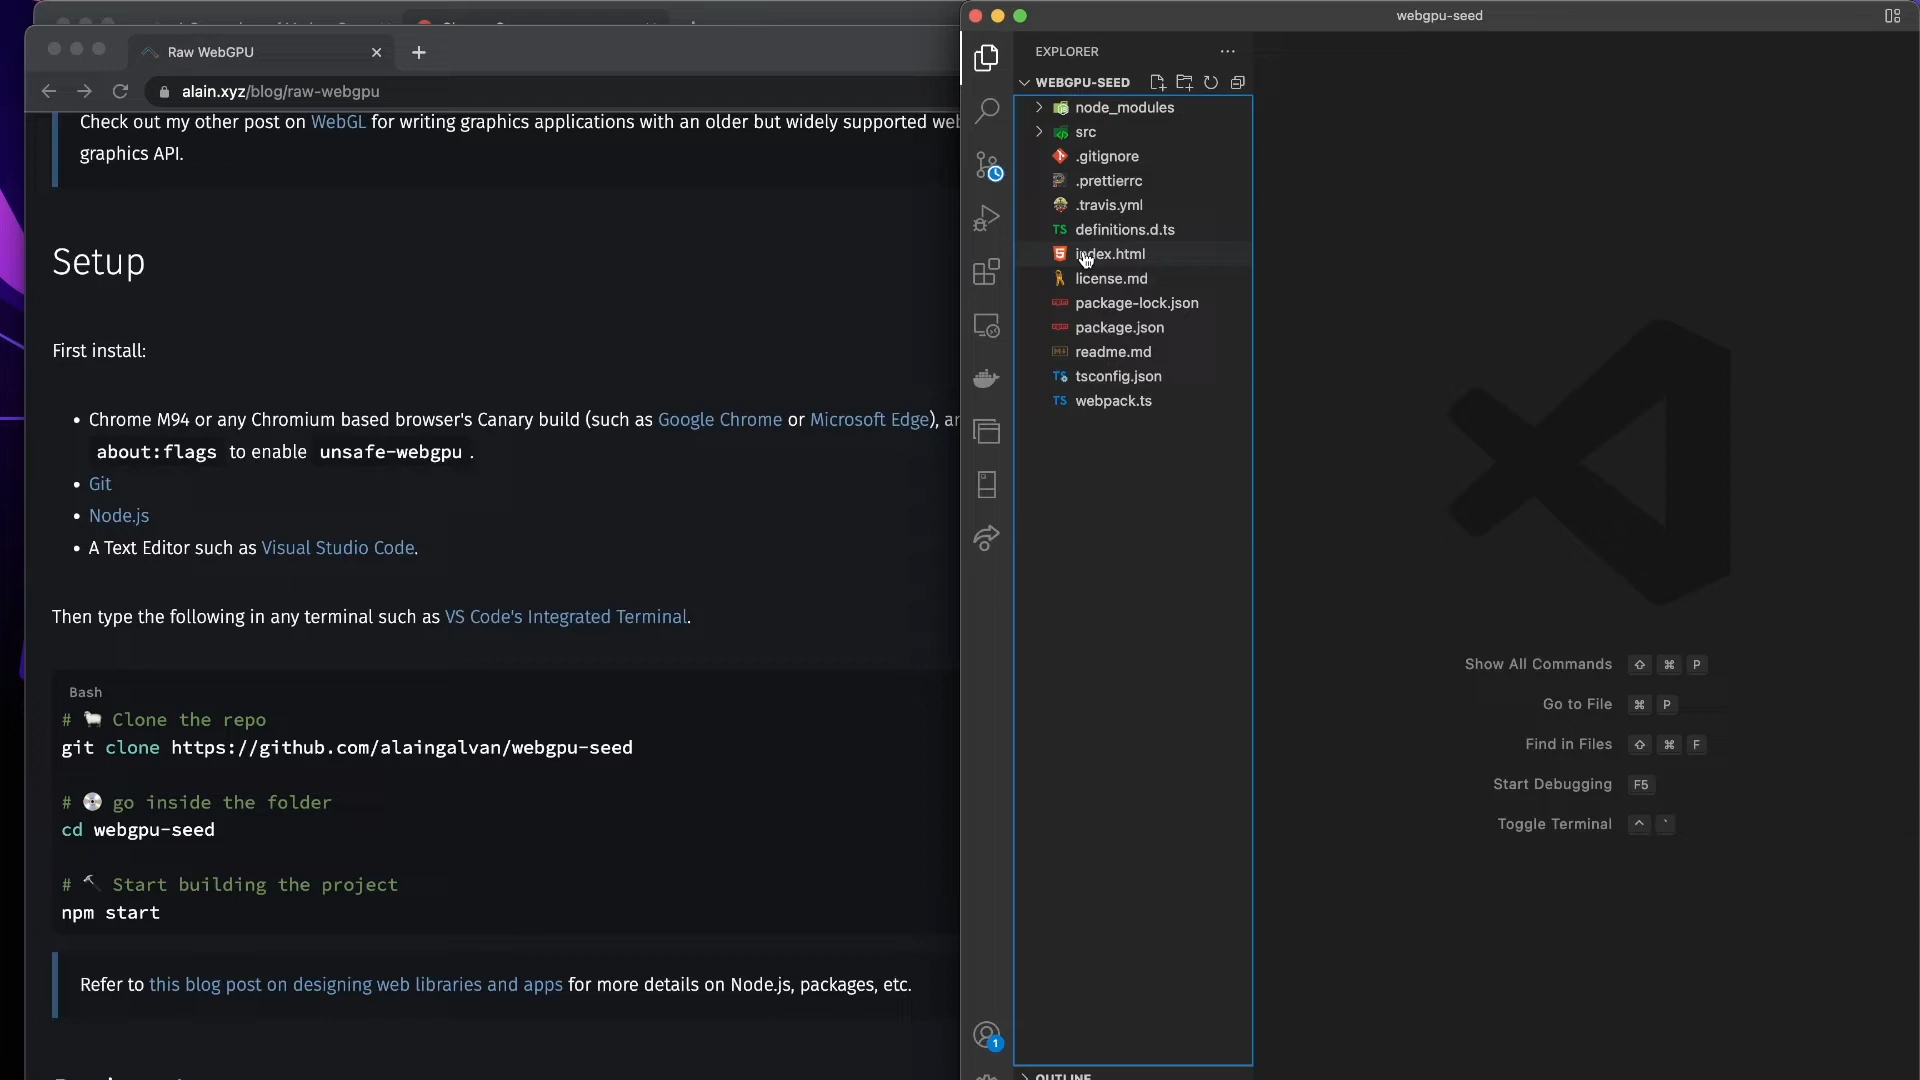 Raw WebGPU
alain.xyz/blog/raw-webgpu
Check out my other post on WebGL for writing graphics applications with an older but widely supported web
graphics API.
Setup
First install:
• Chrome M94 or any Chromium based browser's Canary build (such as Google Chrome or Microsoft Edge),
about:flags to enable unsafe-webgpu .
• Git
• Node.js
• A Text Editor such as Visual Studio Code.
Then type the following in any terminal such as VS Code's Integrated Terminal.
Bash
# 🐑 Clone the repo
git clone https://github.com/alaingalvan/webgpu-seed
# 💿 go inside the folder
cd webgpu-seed
# 🔨 Start building the project
npm start
Refer to this blog post on designing web libraries and apps for more details on Node.js, packages, etc.
webgpu-seed
EXPLORER
WEBGPU-SEED
node_modules
src
.gitignore
.prettierrc
.travis.yml
TS definitions.d.ts
index.html
license.md
package-lock.json
package.json
readme.md
TS tsconfig.json
TS webpack.ts
1
OUTLINE
Show All Commands ⇧ ⌘ P
Go to File ⌘ P
Find in Files ⇧ ⌘ F
Start Debugging F5
Toggle Terminal ^ `